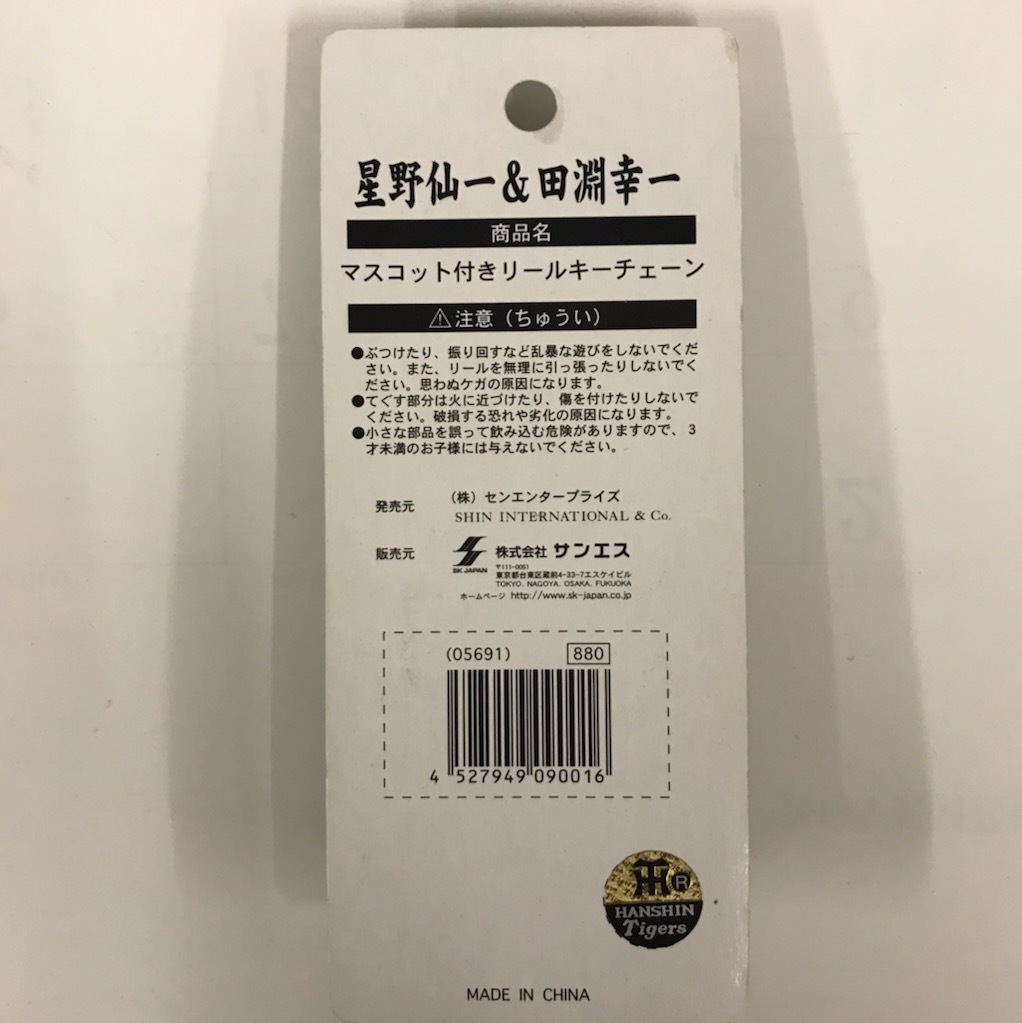 星野仙一&田淵幸一
商品名
マスコット付きリールキーチェーン
⚠注意（ちゅうい）
●ぶつけたり、振り回すなど乱暴な遊びをしないでくだ
さい。また、リールを無理に引っ張ったりしないでく
ださい。思わぬケガの原因になります。
●てぐす部分は火に近づけたり、傷を付けたりしないで
ください。破損する恐れや劣化の原因になります。
●小さな部品を誤って飲み込む危険がありますので、3
才未満のお子様には与えないでください。
発売元 （株）センエンタープライズ
SHIN INTERNATIONAL & Co.
販売元 SK JAPAN 株式会社 サンエス
〒111-0051
東京都台東区蔵前4-33-7エスケイビル
TOKYO. NAGOYA. OSAKA. FUKUOKA
ホームページ http://www.sk-japan.co.jp
(05691) 880
4 527949 090016
HT ®
HANSHIN
Tigers
MADE IN CHINA